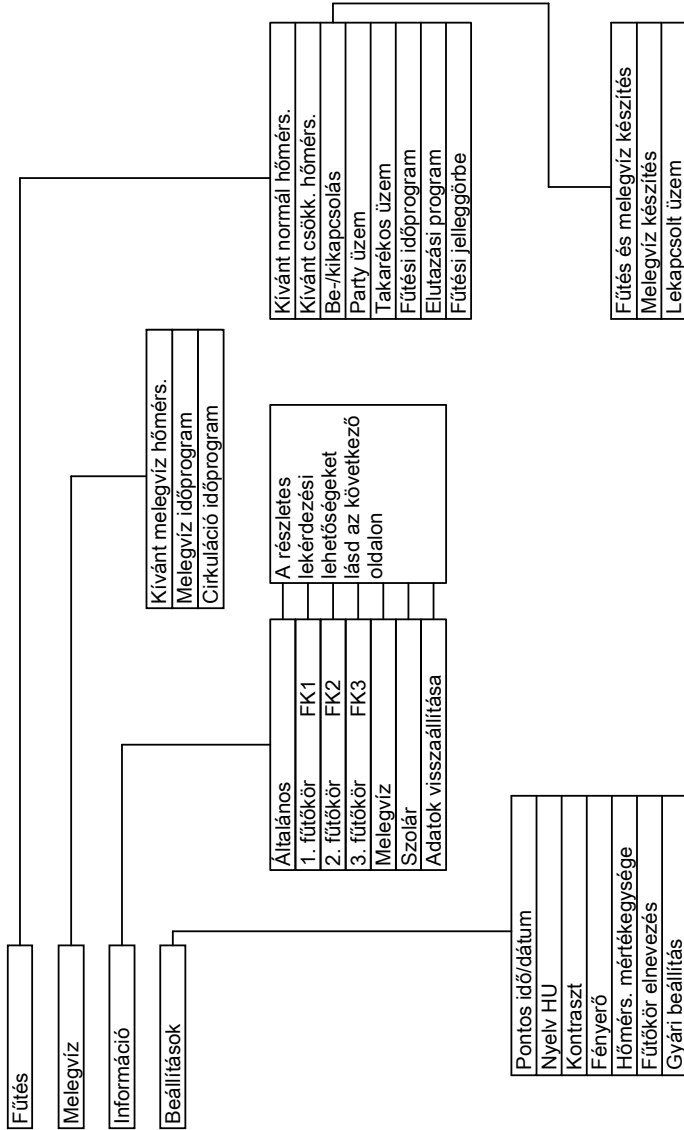 Fűtés
Melegvíz
Információ
Beállítások
Kívánt normál hőmérs.
Kívánt csökk. hőmérs.
Be-/kikapcsolás
Party üzem
Takarékos üzem
Fűtési időprogram
Elutazási program
Fűtési jelleggörbe
Fűtés és melegvíz készítés
Melegvíz készítés
Lekapcsolt üzem
Kívánt melegvíz hőmérs.
Melegvíz időprogram
Cirkuláció időprogram
Általános
1. fűtőkör FK1
2. fűtőkör FK2
3. fűtőkör FK3
Melegvíz
Szolár
Adatok visszaállítása
A részletes
lekérdezési
lehetőségeket
lásd az következő
oldalon
Pontos idő/dátum
Nyelv HU
Kontraszt
Fényerő
Hőmérs. mértékegysége
Fűtőkör elnevezés
Gyári beállítás